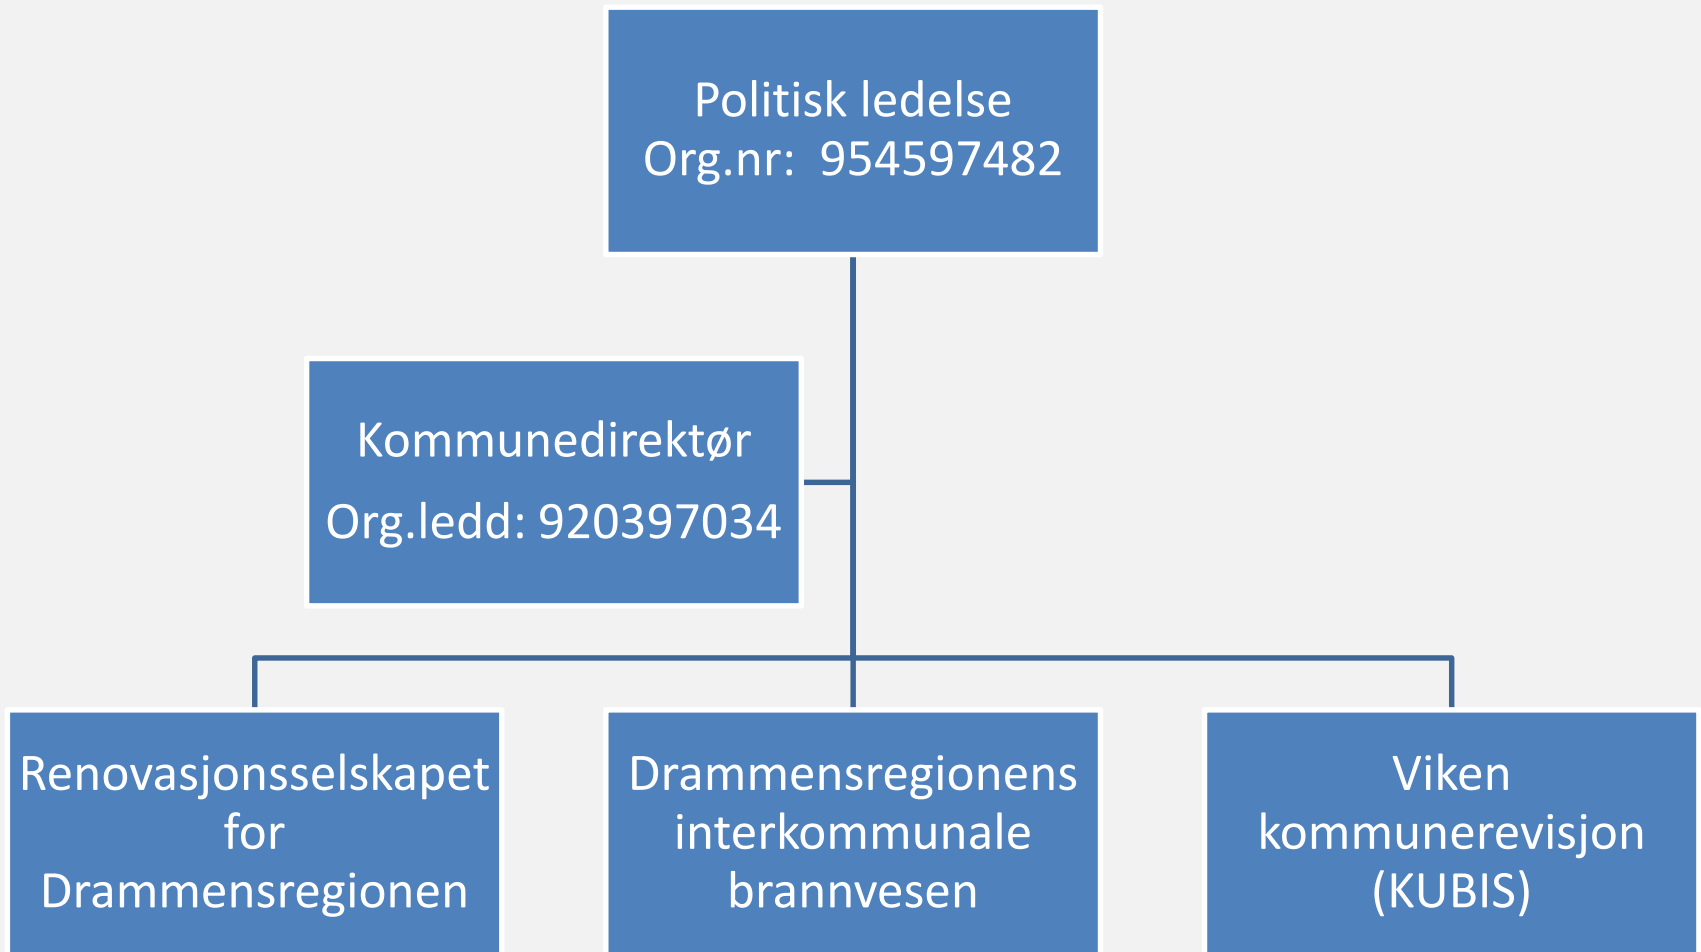 Politisk ledelse
Org.nr:  954597482
Kommunedirektør
Org.ledd: 920397034
Renovasjonsselskapet
for
Drammensregionen
Drammensregionens
interkommunale
brannvesen
Viken
kommunerevisjon
(KUBIS)